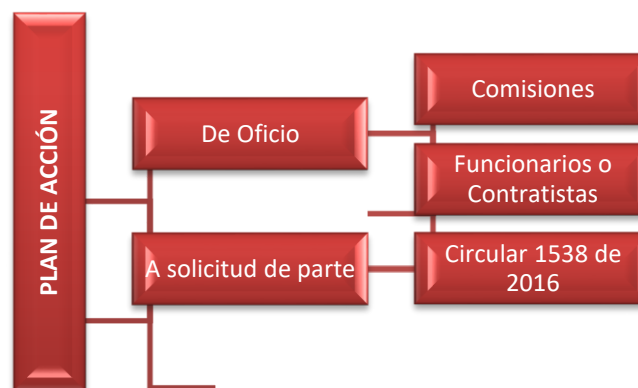 PLAN DE ACCIÓN
De Oficio
A solicitud de parte
Comisiones
Funcionarios o
Contratistas
Circular 1538 de
2016